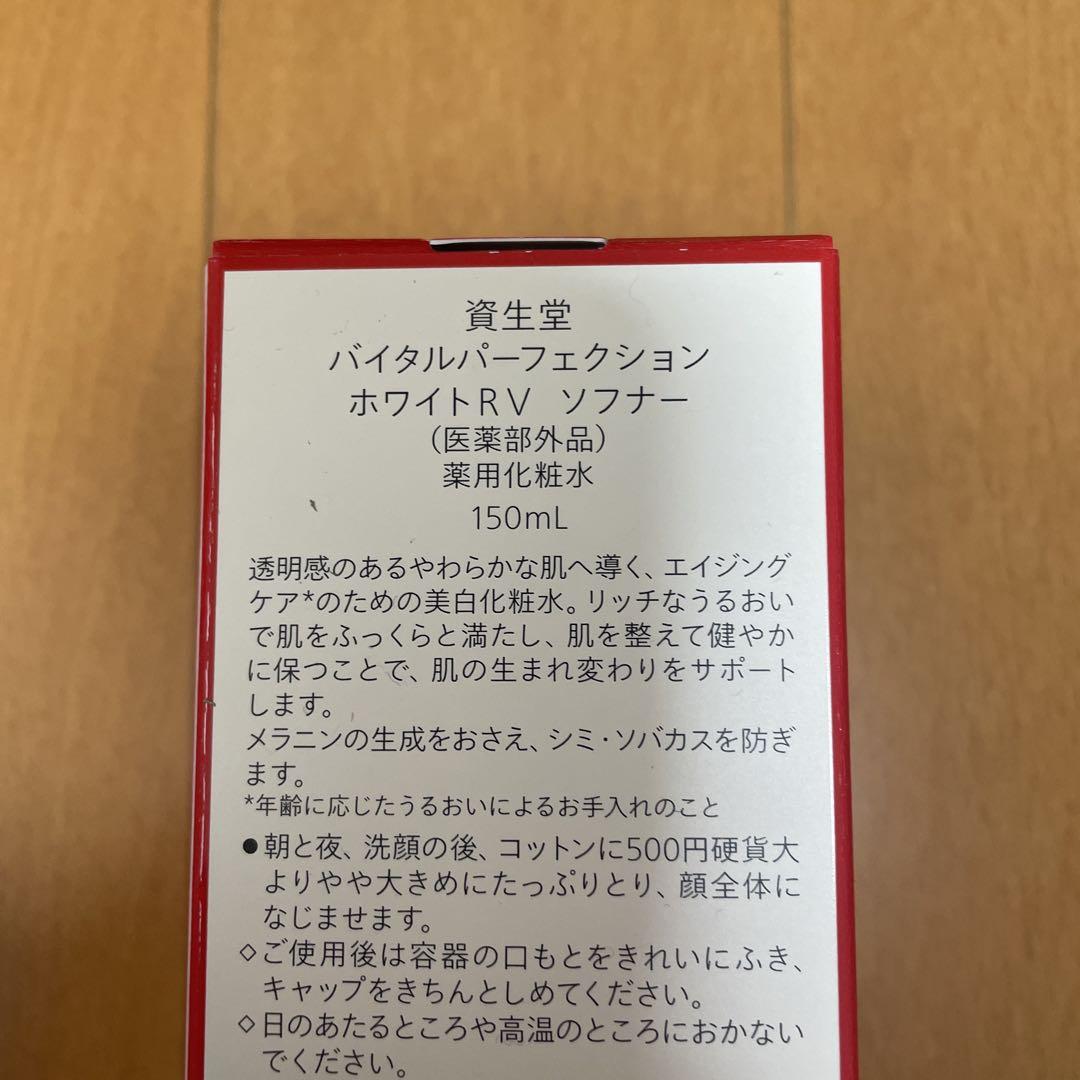 資生堂
バイタルパーフェクション
ホワイトRV ソフナー
（医薬部外品）
薬用化粧水
150mL
透明感のあるやわらかな肌へ導く、エイジング
ケア*のための美白化粧水。リッチなうるおい
で肌をふっくらと満たし、肌を整えて健やか
に保つことで、肌の生まれ変わりをサポート
します。
メラニンの生成をおさえ、シミ・ソバカスを防ぎ
ます。
*年齢に応じたうるおいによるお手入れのこと
●朝と夜、洗顔の後、コットンに500円硬貨大
よりやや大きめにたっぷりとり、顔全体に
なじませます。
◇ご使用後は容器の口もとをきれいにふき、
キャップをきちんとしめてください。
◇日のあたるところや高温のところにおかない
でください。